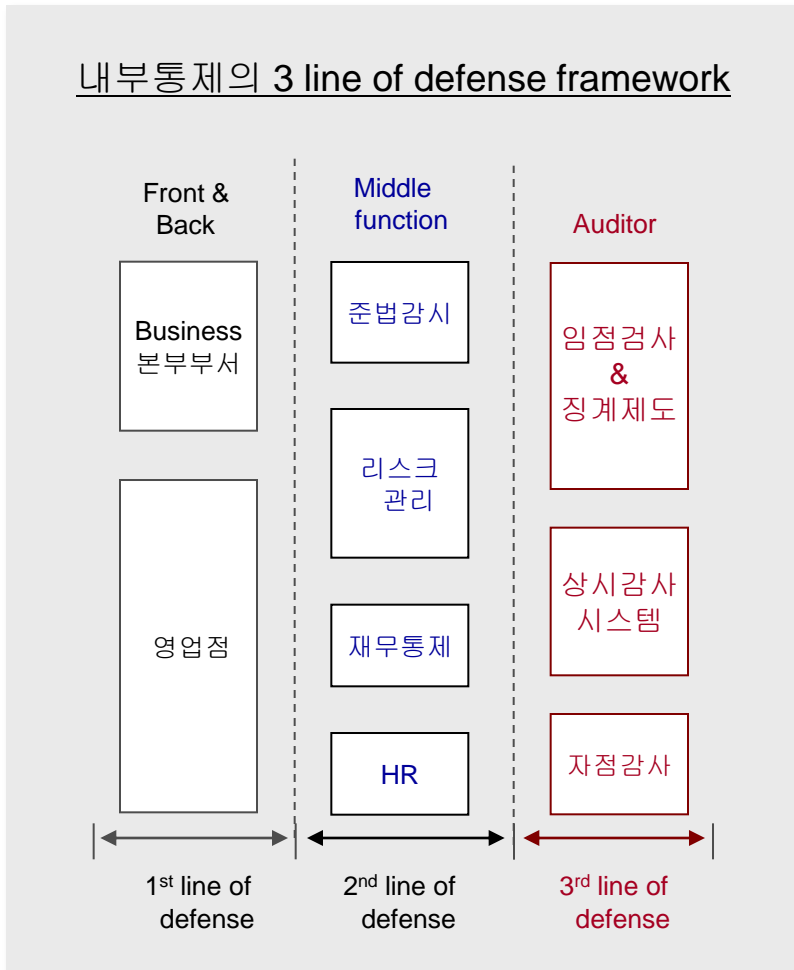 내부통제의 3 line of defense framework
Front &
Back
Business
본부부서
영업점
1st line of
defense
Middle
function
준법감시
리스크
관리
재무통제
HR
2nd line of
defense
Auditor
임점검사
&
징계제도
상시감사
시스템
자점감사
3rd line of
defense